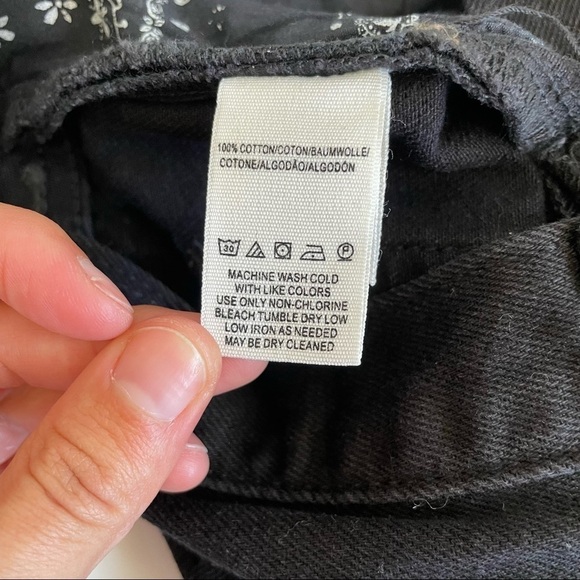 100% COTTON/COTON/BAUMWOLLE/
COTONE/ALGODÃO/ALGODÓN
30 P
MACHINE WASH COLD
WITH LIKE COLORS
USE ONLY NON-CHLORINE
BLEACH TUMBLE DRY LOW
LOW IRON AS NEEDED
MAY BE DRY CLEANED